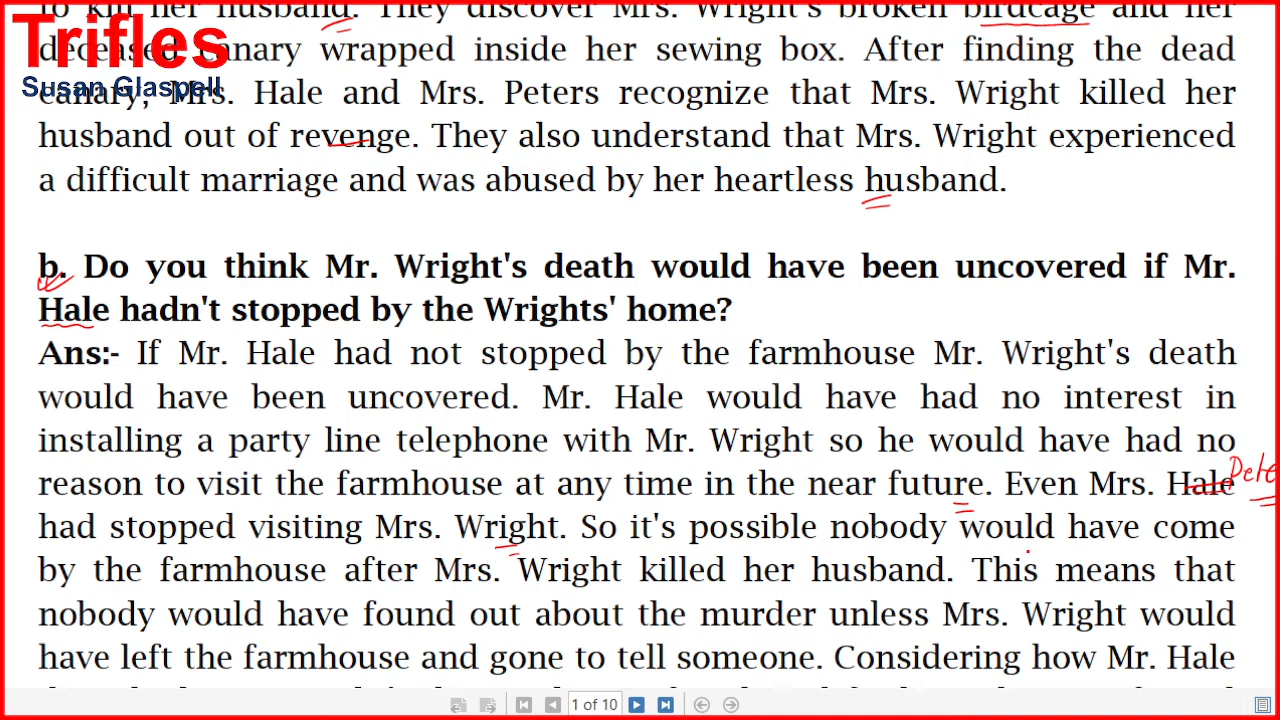 to kill her husband. They discover Mrs. Wright's broken birdcage and her
Trifles
deceased canary wrapped inside her sewing box. After finding the dead
Susan Glaspell
canary, Mrs. Hale and Mrs. Peters recognize that Mrs. Wright killed her
husband out of revenge. They also understand that Mrs. Wright experienced
a difficult marriage and was abused by her heartless husband.
b. Do you think Mr. Wright's death would have been uncovered if Mr.
Hale hadn't stopped by the Wrights' home?
Ans:- If Mr. Hale had not stopped by the farmhouse Mr. Wright's death
would have been uncovered. Mr. Hale would have had no interest in
installing a party line telephone with Mr. Wright so he would have had no
reason to visit the farmhouse at any time in the near future. Even Mrs. Hale
had stopped visiting Mrs. Wright. So it's possible nobody would have come
by the farmhouse after Mrs. Wright killed her husband. This means that
nobody would have found out about the murder unless Mrs. Wright would
have left the farmhouse and gone to tell someone. Considering how Mr. Hale
1 of 10